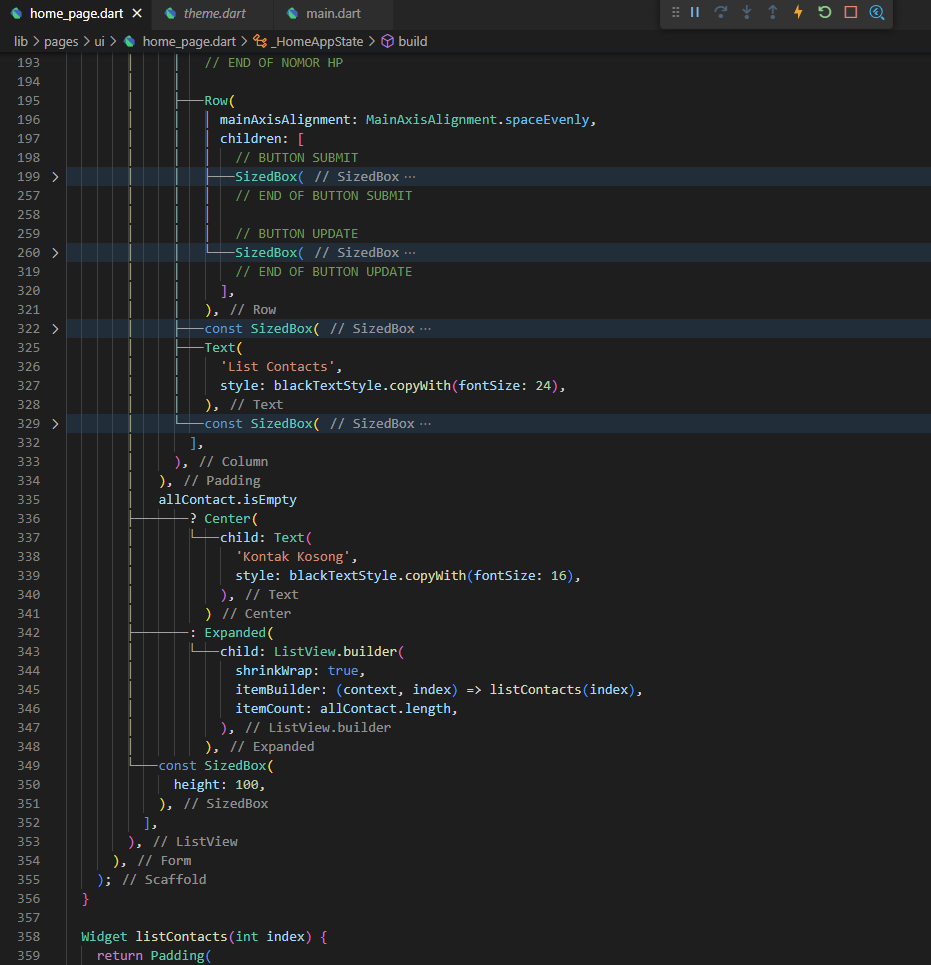 home_page.dart theme.dart main.dart
lib > pages > ui > home_page.dart > _HomeAppState > build
193 // END OF NOMOR HP
194
195 Row(
196 mainAxisAlignment: MainAxisAlignment.spaceEvenly,
197 children: [
198 // BUTTON SUBMIT
199 SizedBox( // SizedBox ···
257 // END OF BUTTON SUBMIT
258
259 // BUTTON UPDATE
260 SizedBox( // SizedBox ···
319 // END OF BUTTON UPDATE
320 ],
321 ), // Row
322 const SizedBox( // SizedBox ···
325 Text(
326 'List Contacts',
327 style: blackTextStyle.copyWith(fontSize: 24),
328 ), // Text
329 const SizedBox( // SizedBox ···
332 ],
333 ), // Column
334 ), // Padding
335 allContact.isEmpty
336 ? Center(
337 child: Text(
338 'Kontak Kosong',
339 style: blackTextStyle.copyWith(fontSize: 16),
340 ), // Text
341 ) // Center
342 : Expanded(
343 child: ListView.builder(
344 shrinkWrap: true,
345 itemBuilder: (context, index) => listContacts(index),
346 itemCount: allContact.length,
347 ), // ListView.builder
348 ), // Expanded
349 const SizedBox(
350 height: 100,
351 ), // SizedBox
352 ],
353 ), // ListView
354 ), // Form
355 ); // Scaffold
356 }
357
358 Widget listContacts(int index) {
359 return Padding(